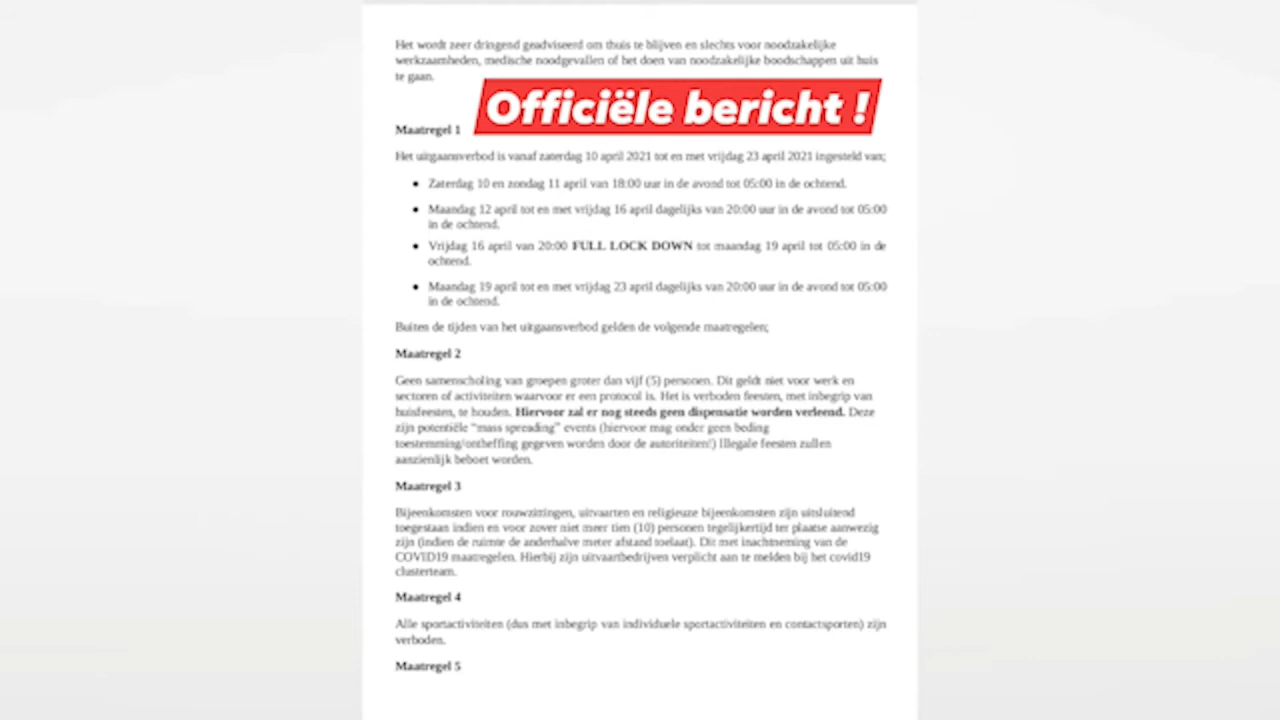 Het wordt zeer dringend geadviseerd om thuis te blijven en slechts voor noodzakelijke
werkzaamheden, medische noodgevallen of het doen van noodzakelijke boodschappen uit huis
te gaan.
Officiële bericht !
Maatregel 1
Het uitgaansverbod is vanaf zaterdag 10 april 2021 tot en met vrijdag 23 april 2021 ingesteld van;
• Zaterdag 10 en zondag 11 april van 18:00 uur in de avond tot 05:00 in de ochtend.
• Maandag 12 april tot en met vrijdag 16 april dagelijks van 20:00 uur in de avond tot 05:00
in de ochtend.
• Vrijdag 16 april van 20:00 FULL LOCK DOWN tot maandag 19 april tot 05:00 in de
ochtend.
• Maandag 19 april tot en met vrijdag 23 april dagelijks van 20:00 uur in de avond tot 05:00
in de ochtend.
Buiten de tijden van het uitgaansverbod gelden de volgende maatregelen;
Maatregel 2
Geen samenscholing van groepen groter dan vijf (5) personen. Dit geldt niet voor werk en
sectoren of activiteiten waarvoor er een protocol is. Het is verboden feesten, met inbegrip van
huisfeesten, te houden. Hiervoor zal er nog steeds geen dispensatie worden verleend. Deze
zijn potentiële “mass spreading” events (hiervoor mag onder geen beding
toestemming/ontheffing gegeven worden door de autoriteiten!) Illegale feesten zullen
aanzienlijk beboet worden.
Maatregel 3
Bijeenkomsten voor rouwzittingen, uitvaarten en religieuze bijeenkomsten zijn uitsluitend
toegestaan indien en voor zover niet meer tien (10) personen tegelijkertijd ter plaatse aanwezig
zijn (indien de ruimte de anderhalve meter afstand toelaat). Dit met inachtneming van de
COVID19 maatregelen. Hierbij zijn uitvaartbedrijven verplicht aan te melden bij het covid19
clusterteam.
Maatregel 4
Alle sportactiviteiten (dus met inbegrip van individuele sportactiviteiten en contactsporten) zijn
verboden.
Maatregel 5